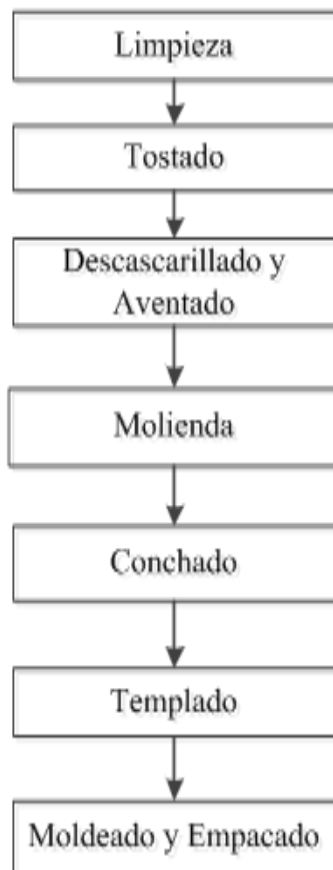 Limpieza
Tostado
Descascarillado y
Aventado
Molienda
Conchado
Templado
Moldeado y Empacado